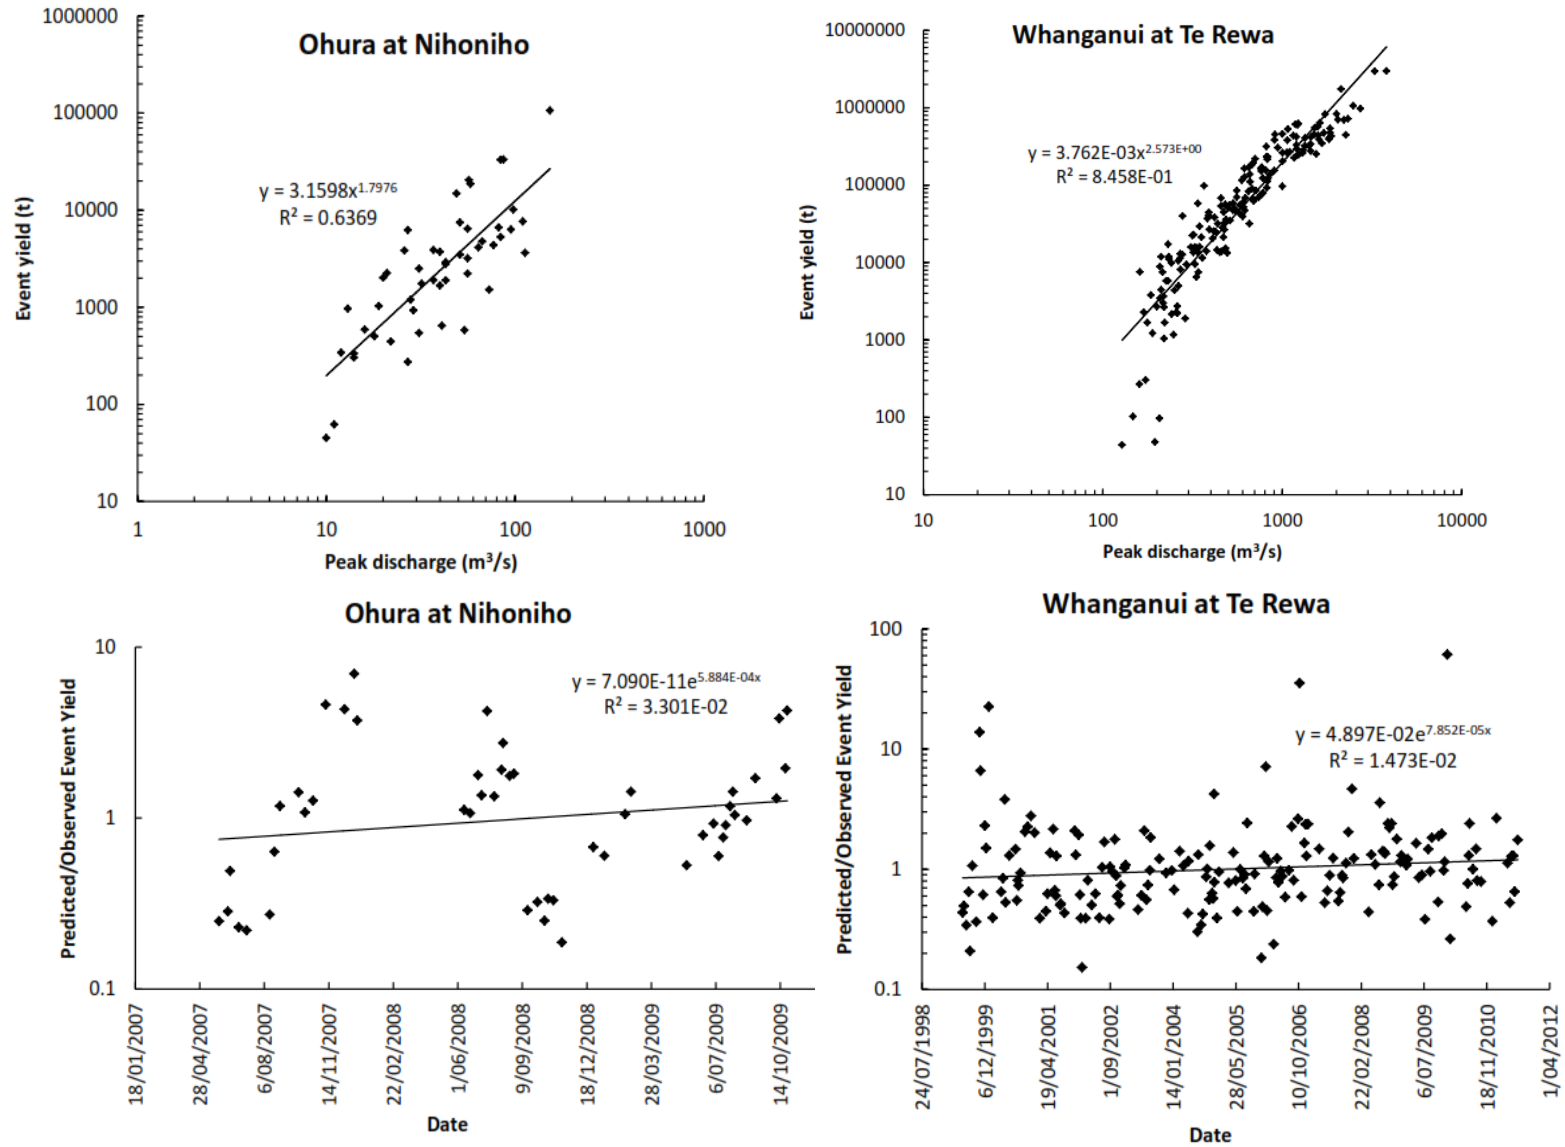 Ohura at Nihoniho
1000000
100000
10000
1000
100
10
Event yield (t)
y = 3.1598x^1.7976
R² = 0.6369
1
10
100
1000
Peak discharge (m³/s)
Whanganui at Te Rewa
10000000
1000000
100000
10000
1000
100
10
Event yield (t)
y = 3.762E-03x^2.573E+00
R² = 8.458E-01
10
100
1000
10000
Peak discharge (m³/s)
Ohura at Nihoniho
10
1
0.1
Predicted/Observed Event Yield
y = 7.090E-11e^5.884E-04x
R² = 3.301E-02
18/01/2007
28/04/2007
6/08/2007
14/11/2007
22/02/2008
1/06/2008
9/09/2008
18/12/2008
28/03/2009
6/07/2009
14/10/2009
Date
Whanganui at Te Rewa
100
10
1
0.1
Predicted/Observed Event Yield
y = 4.897E-02e^7.852E-05x
R² = 1.473E-02
24/07/1998
6/12/1999
19/04/2001
1/09/2002
14/01/2004
28/05/2005
10/10/2006
22/02/2008
6/07/2009
18/11/2010
1/04/2012
Date